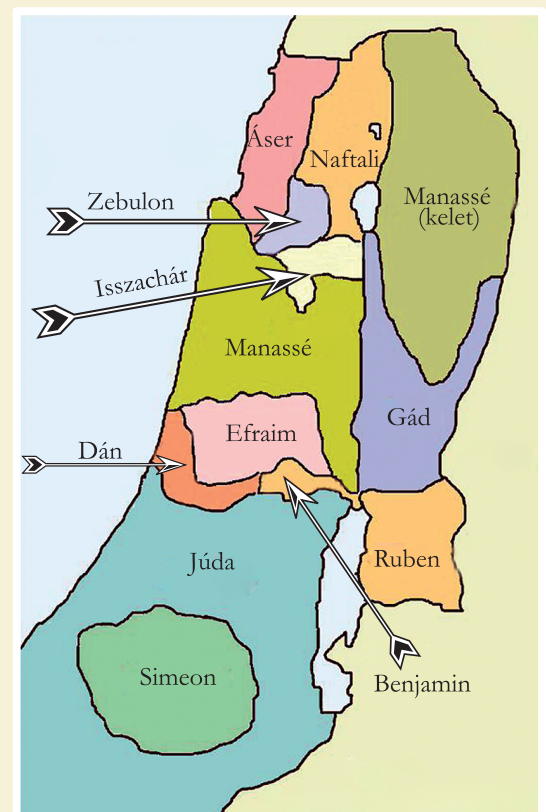 Áser
Naftali
Manassé
(kelet)
Zebulon
Isszachár
Manassé
Gád
Efraim
Dán
Júda
Ruben
Simeon
Benjamin